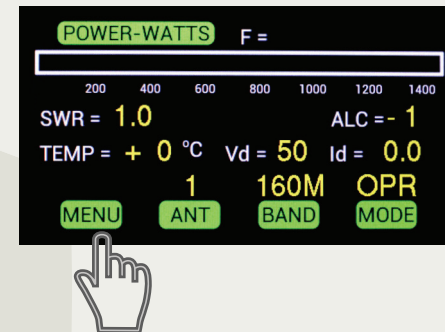 POWER-WATTS F =
200 400 600 800 1000 1200 1400
SWR = 1.0 ALC =- 1
TEMP = + 0 °C Vd = 50 Id = 0.0
1 160M OPR
MENU ANT BAND MODE